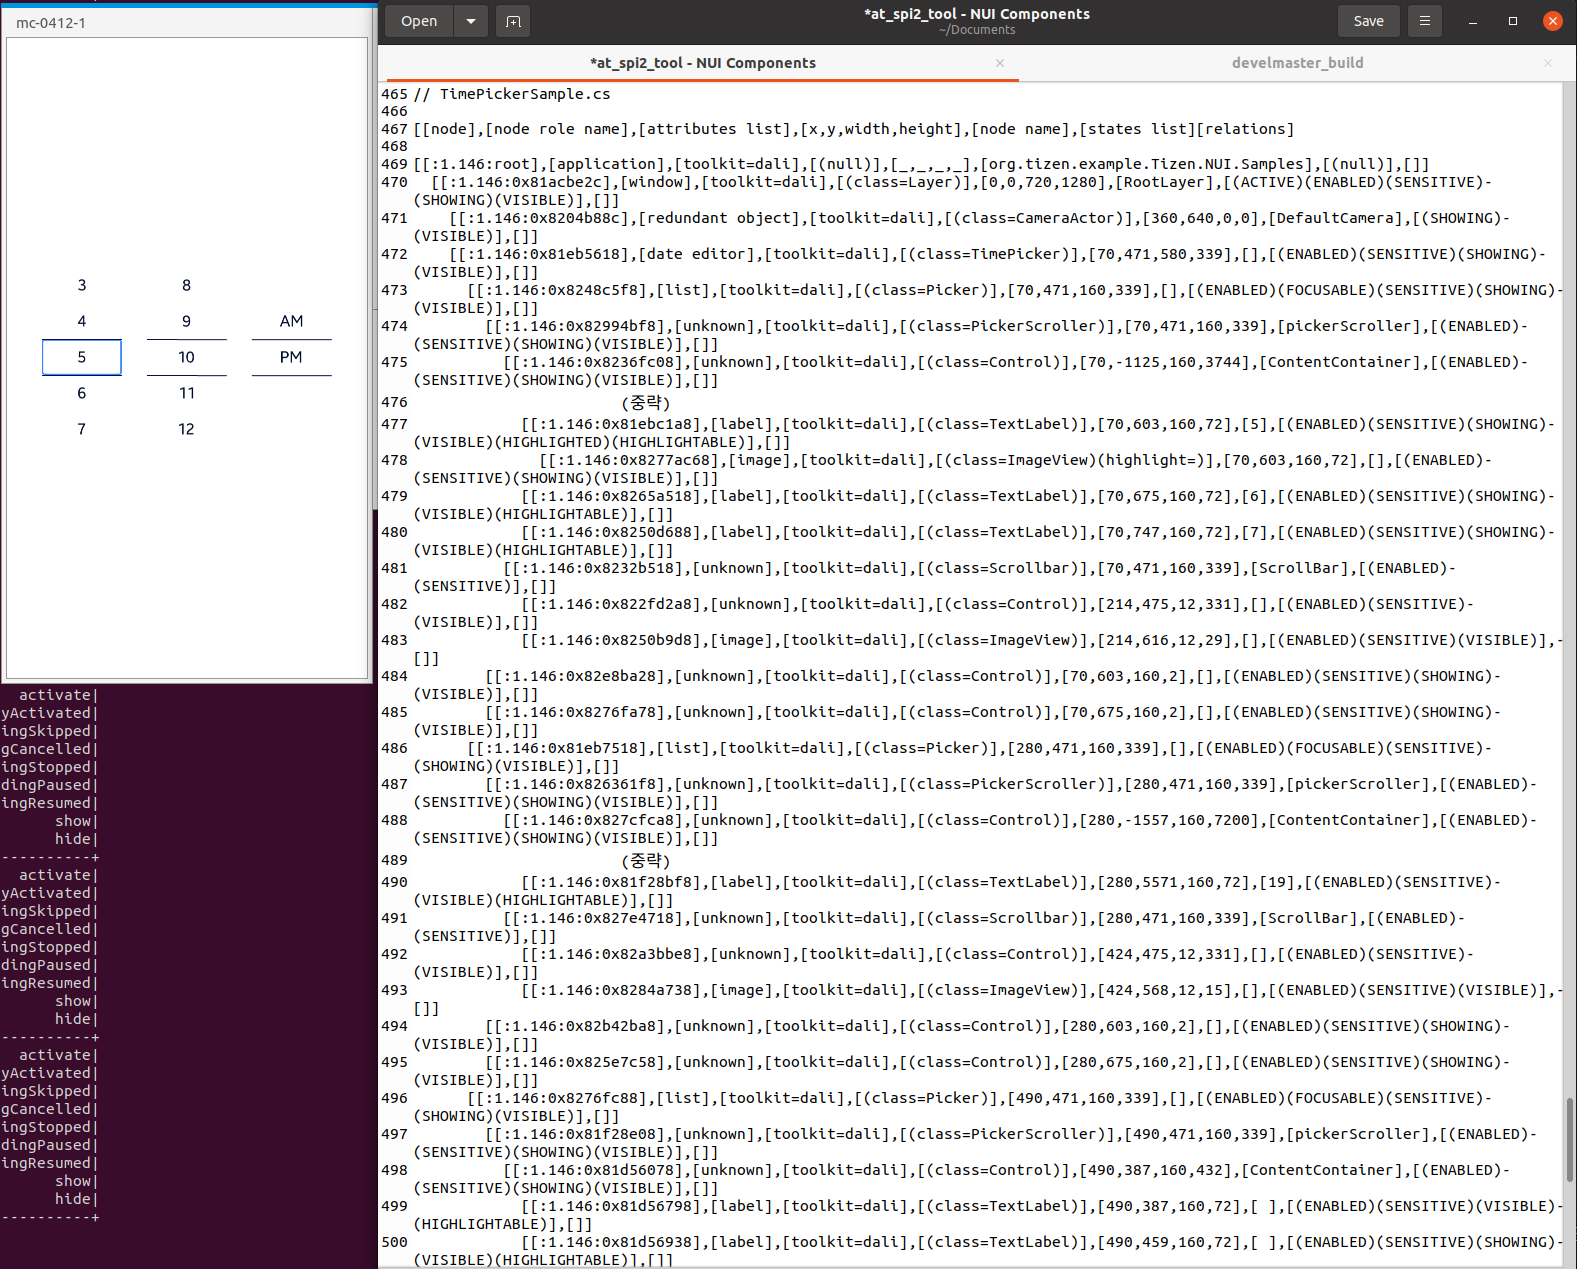 mc-0412-1
3 8
4 9 AM
5 10 PM
6 11
7 12
activate|
yActivated|
ingSkipped|
gCancelled|
ingStopped|
dingPaused|
ingResumed|
show|
hide|
----------+
activate|
yActivated|
ingSkipped|
gCancelled|
ingStopped|
dingPaused|
ingResumed|
show|
hide|
----------+
activate|
yActivated|
ingSkipped|
gCancelled|
ingStopped|
dingPaused|
ingResumed|
show|
hide|
----------+
Open
*at_spi2_tool - NUI Components
~/Documents
Save
*at_spi2_tool - NUI Components
develmaster_build
465 // TimePickerSample.cs
466
467 [[node],[node role name],[attributes list],[x,y,width,height],[node name],[states list][relations]
468
469 [[:1.146:root],[application],[toolkit=dali],[(null)],[_,_,_,_],[org.tizen.example.Tizen.NUI.Samples],[(null)],[]]
470 [[:1.146:0x81acbe2c],[window],[toolkit=dali],[(class=Layer)],[0,0,720,1280],[RootLayer],[(ACTIVE)(ENABLED)(SENSITIVE)-
(SHOWING)(VISIBLE)],[]]
471 [[:1.146:0x8204b88c],[redundant object],[toolkit=dali],[(class=CameraActor)],[360,640,0,0],[DefaultCamera],[(SHOWING)-
(VISIBLE)],[]]
472 [[:1.146:0x81eb5618],[date editor],[toolkit=dali],[(class=TimePicker)],[70,471,580,339],[],[(ENABLED)(SENSITIVE)(SHOWING)-
(VISIBLE)],[]]
473 [[:1.146:0x8248c5f8],[list],[toolkit=dali],[(class=Picker)],[70,471,160,339],[],[(ENABLED)(FOCUSABLE)(SENSITIVE)(SHOWING)-
(VISIBLE)],[]]
474 [[:1.146:0x82994bf8],[unknown],[toolkit=dali],[(class=PickerScroller)],[70,471,160,339],[pickerScroller],[(ENABLED)-
(SENSITIVE)(SHOWING)(VISIBLE)],[]]
475 [[:1.146:0x8236fc08],[unknown],[toolkit=dali],[(class=Control)],[70,-1125,160,3744],[ContentContainer],[(ENABLED)-
(SENSITIVE)(SHOWING)(VISIBLE)],[]]
476 (중략)
477 [[:1.146:0x81ebc1a8],[label],[toolkit=dali],[(class=TextLabel)],[70,603,160,72],[5],[(ENABLED)(SENSITIVE)(SHOWING)-
(VISIBLE)(HIGHLIGHTED)(HIGHLIGHTABLE)],[]]
478 [[:1.146:0x8277ac68],[image],[toolkit=dali],[(class=ImageView)(highlight=)],[70,603,160,72],[],[(ENABLED)-
(SENSITIVE)(SHOWING)(VISIBLE)],[]]
479 [[:1.146:0x8265a518],[label],[toolkit=dali],[(class=TextLabel)],[70,675,160,72],[6],[(ENABLED)(SENSITIVE)(SHOWING)-
(VISIBLE)(HIGHLIGHTABLE)],[]]
480 [[:1.146:0x8250d688],[label],[toolkit=dali],[(class=TextLabel)],[70,747,160,72],[7],[(ENABLED)(SENSITIVE)(SHOWING)-
(VISIBLE)(HIGHLIGHTABLE)],[]]
481 [[:1.146:0x8232b518],[unknown],[toolkit=dali],[(class=Scrollbar)],[70,471,160,339],[ScrollBar],[(ENABLED)-
(SENSITIVE)],[]]
482 [[:1.146:0x822fd2a8],[unknown],[toolkit=dali],[(class=Control)],[214,475,12,331],[],[(ENABLED)(SENSITIVE)-
(VISIBLE)],[]]
483 [[:1.146:0x8250b9d8],[image],[toolkit=dali],[(class=ImageView)],[214,616,12,29],[],[(ENABLED)(SENSITIVE)(VISIBLE)],-
[]]
484 [[:1.146:0x82e8ba28],[unknown],[toolkit=dali],[(class=Control)],[70,603,160,2],[],[(ENABLED)(SENSITIVE)(SHOWING)-
(VISIBLE)],[]]
485 [[:1.146:0x8276fa78],[unknown],[toolkit=dali],[(class=Control)],[70,675,160,2],[],[(ENABLED)(SENSITIVE)(SHOWING)-
(VISIBLE)],[]]
486 [[:1.146:0x81eb7518],[list],[toolkit=dali],[(class=Picker)],[280,471,160,339],[],[(ENABLED)(FOCUSABLE)(SENSITIVE)-
(SHOWING)(VISIBLE)],[]]
487 [[:1.146:0x826361f8],[unknown],[toolkit=dali],[(class=PickerScroller)],[280,471,160,339],[pickerScroller],[(ENABLED)-
(SENSITIVE)(SHOWING)(VISIBLE)],[]]
488 [[:1.146:0x827cfca8],[unknown],[toolkit=dali],[(class=Control)],[280,-1557,160,7200],[ContentContainer],[(ENABLED)-
(SENSITIVE)(SHOWING)(VISIBLE)],[]]
489 (중략)
490 [[:1.146:0x81f28bf8],[label],[toolkit=dali],[(class=TextLabel)],[280,5571,160,72],[19],[(ENABLED)(SENSITIVE)-
(VISIBLE)(HIGHLIGHTABLE)],[]]
491 [[:1.146:0x827e4718],[unknown],[toolkit=dali],[(class=Scrollbar)],[280,471,160,339],[ScrollBar],[(ENABLED)-
(SENSITIVE)],[]]
492 [[:1.146:0x82a3bbe8],[unknown],[toolkit=dali],[(class=Control)],[424,475,12,331],[],[(ENABLED)(SENSITIVE)-
(VISIBLE)],[]]
493 [[:1.146:0x8284a738],[image],[toolkit=dali],[(class=ImageView)],[424,568,12,15],[],[(ENABLED)(SENSITIVE)(VISIBLE)],-
[]]
494 [[:1.146:0x82b42ba8],[unknown],[toolkit=dali],[(class=Control)],[280,603,160,2],[],[(ENABLED)(SENSITIVE)(SHOWING)-
(VISIBLE)],[]]
495 [[:1.146:0x825e7c58],[unknown],[toolkit=dali],[(class=Control)],[280,675,160,2],[],[(ENABLED)(SENSITIVE)(SHOWING)-
(VISIBLE)],[]]
496 [[:1.146:0x8276fc88],[list],[toolkit=dali],[(class=Picker)],[490,471,160,339],[],[(ENABLED)(FOCUSABLE)(SENSITIVE)-
(SHOWING)(VISIBLE)],[]]
497 [[:1.146:0x81f28e08],[unknown],[toolkit=dali],[(class=PickerScroller)],[490,471,160,339],[pickerScroller],[(ENABLED)-
(SENSITIVE)(SHOWING)(VISIBLE)],[]]
498 [[:1.146:0x81d56078],[unknown],[toolkit=dali],[(class=Control)],[490,387,160,432],[ContentContainer],[(ENABLED)-
(SENSITIVE)(SHOWING)(VISIBLE)],[]]
499 [[:1.146:0x81d56798],[label],[toolkit=dali],[(class=TextLabel)],[490,387,160,72],[ ],[(ENABLED)(SENSITIVE)(VISIBLE)-
(HIGHLIGHTABLE)],[]]
500 [[:1.146:0x81d56938],[label],[toolkit=dali],[(class=TextLabel)],[490,459,160,72],[ ],[(ENABLED)(SENSITIVE)(SHOWING)-
(VISIBLE)(HIGHLIGHTABLE)],[]]